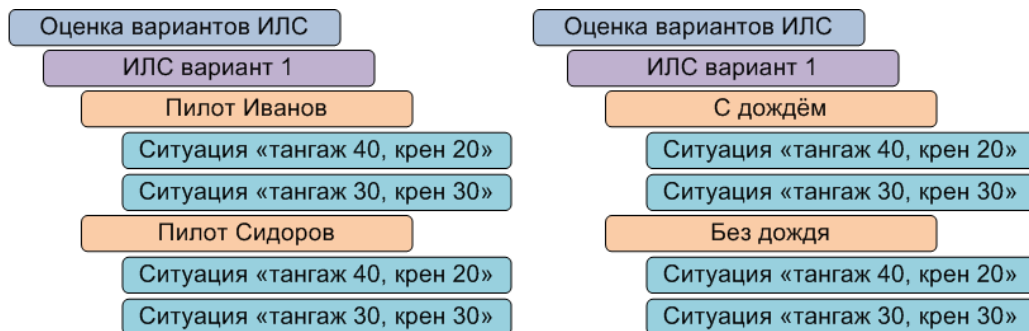 Оценка вариантов ИЛС
ИЛС вариант 1
Пилот Иванов
Ситуация «тангаж 40, крен 20»
Ситуация «тангаж 30, крен 30»
Пилот Сидоров
Ситуация «тангаж 40, крен 20»
Ситуация «тангаж 30, крен 30»
Оценка вариантов ИЛС
ИЛС вариант 1
С дождём
Ситуация «тангаж 40, крен 20»
Ситуация «тангаж 30, крен 30»
Без дождя
Ситуация «тангаж 40, крен 20»
Ситуация «тангаж 30, крен 30»